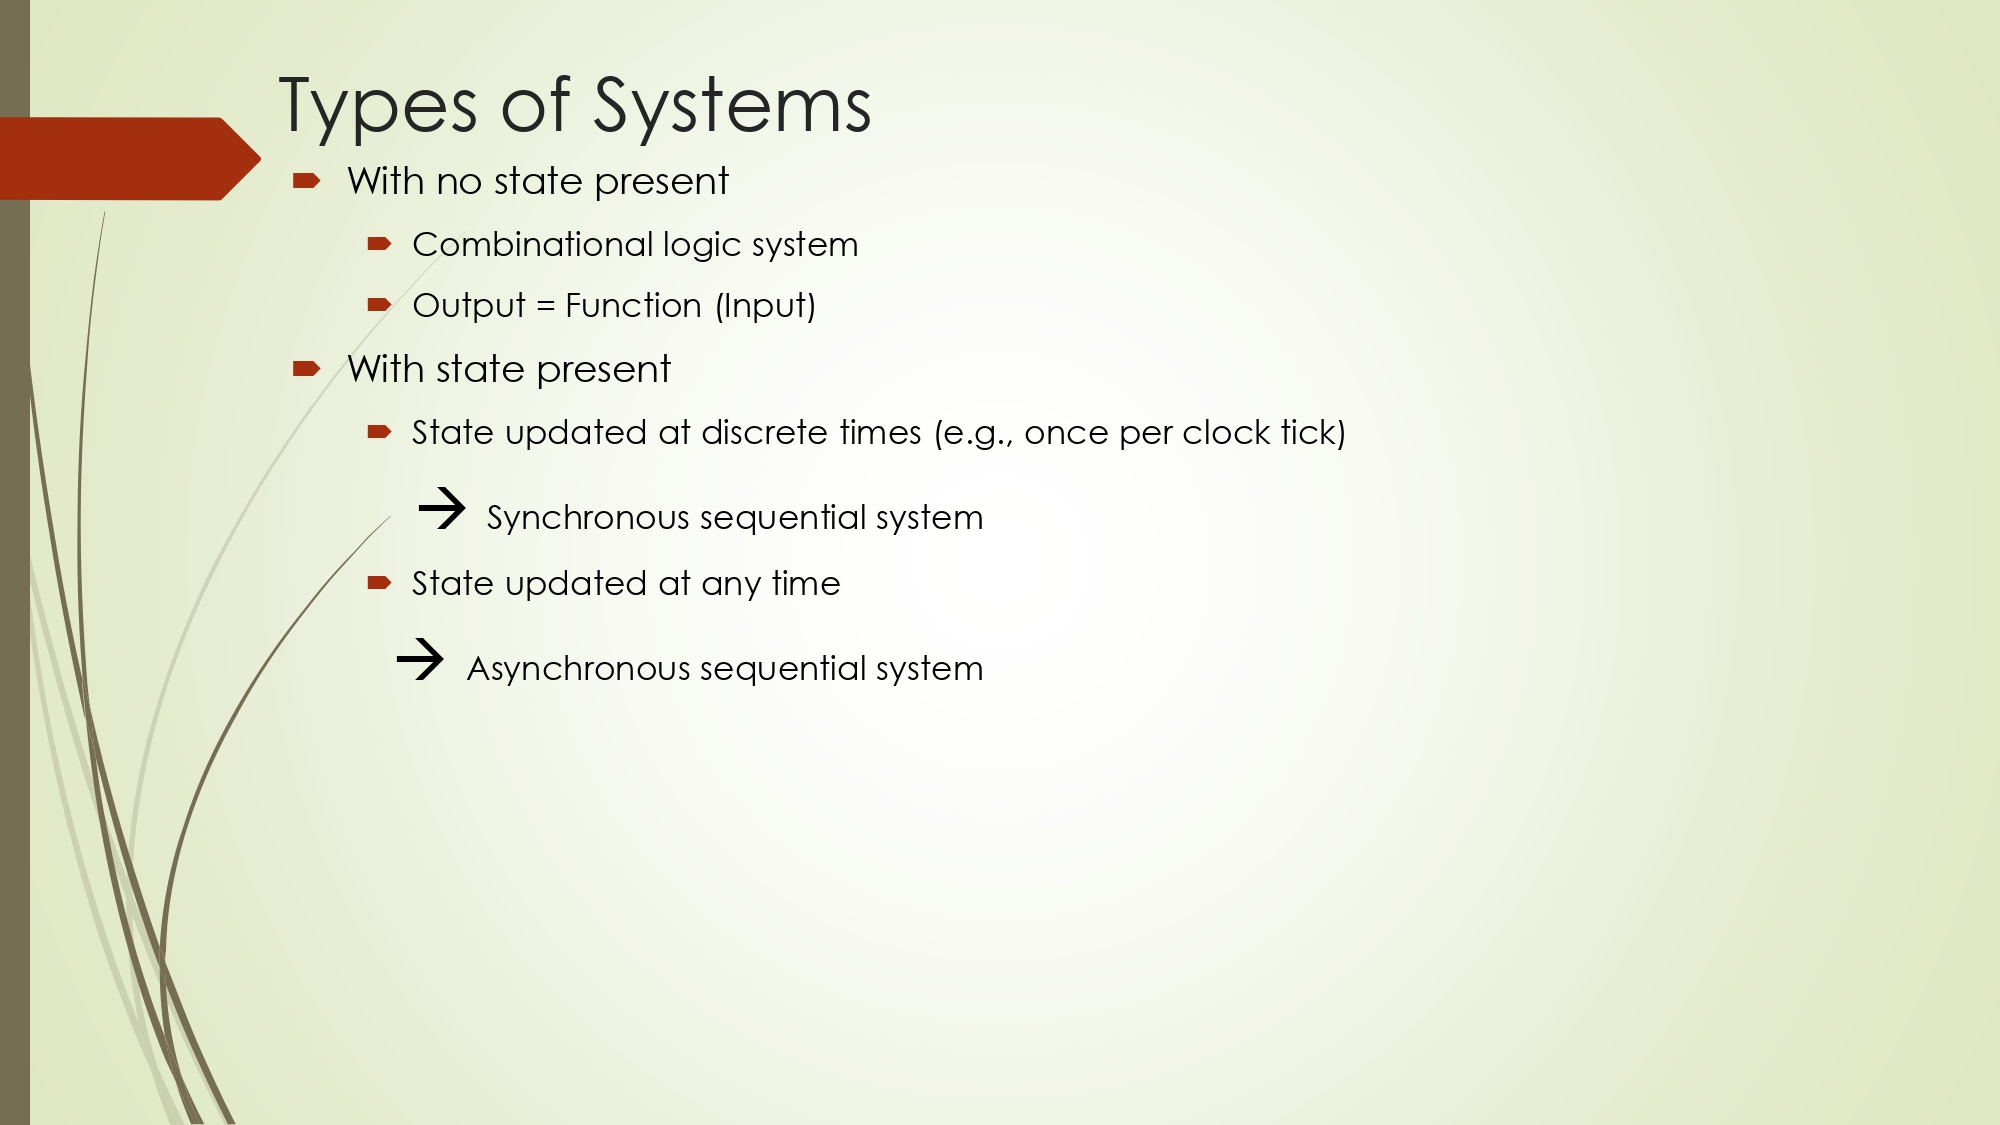 Types of Systems
With no state present
Combinational logic system
Output = Function (Input)
With state present
State updated at discrete times (e.g., once per clock tick)
→ Synchronous sequential system
State updated at any time
→ Asynchronous sequential system